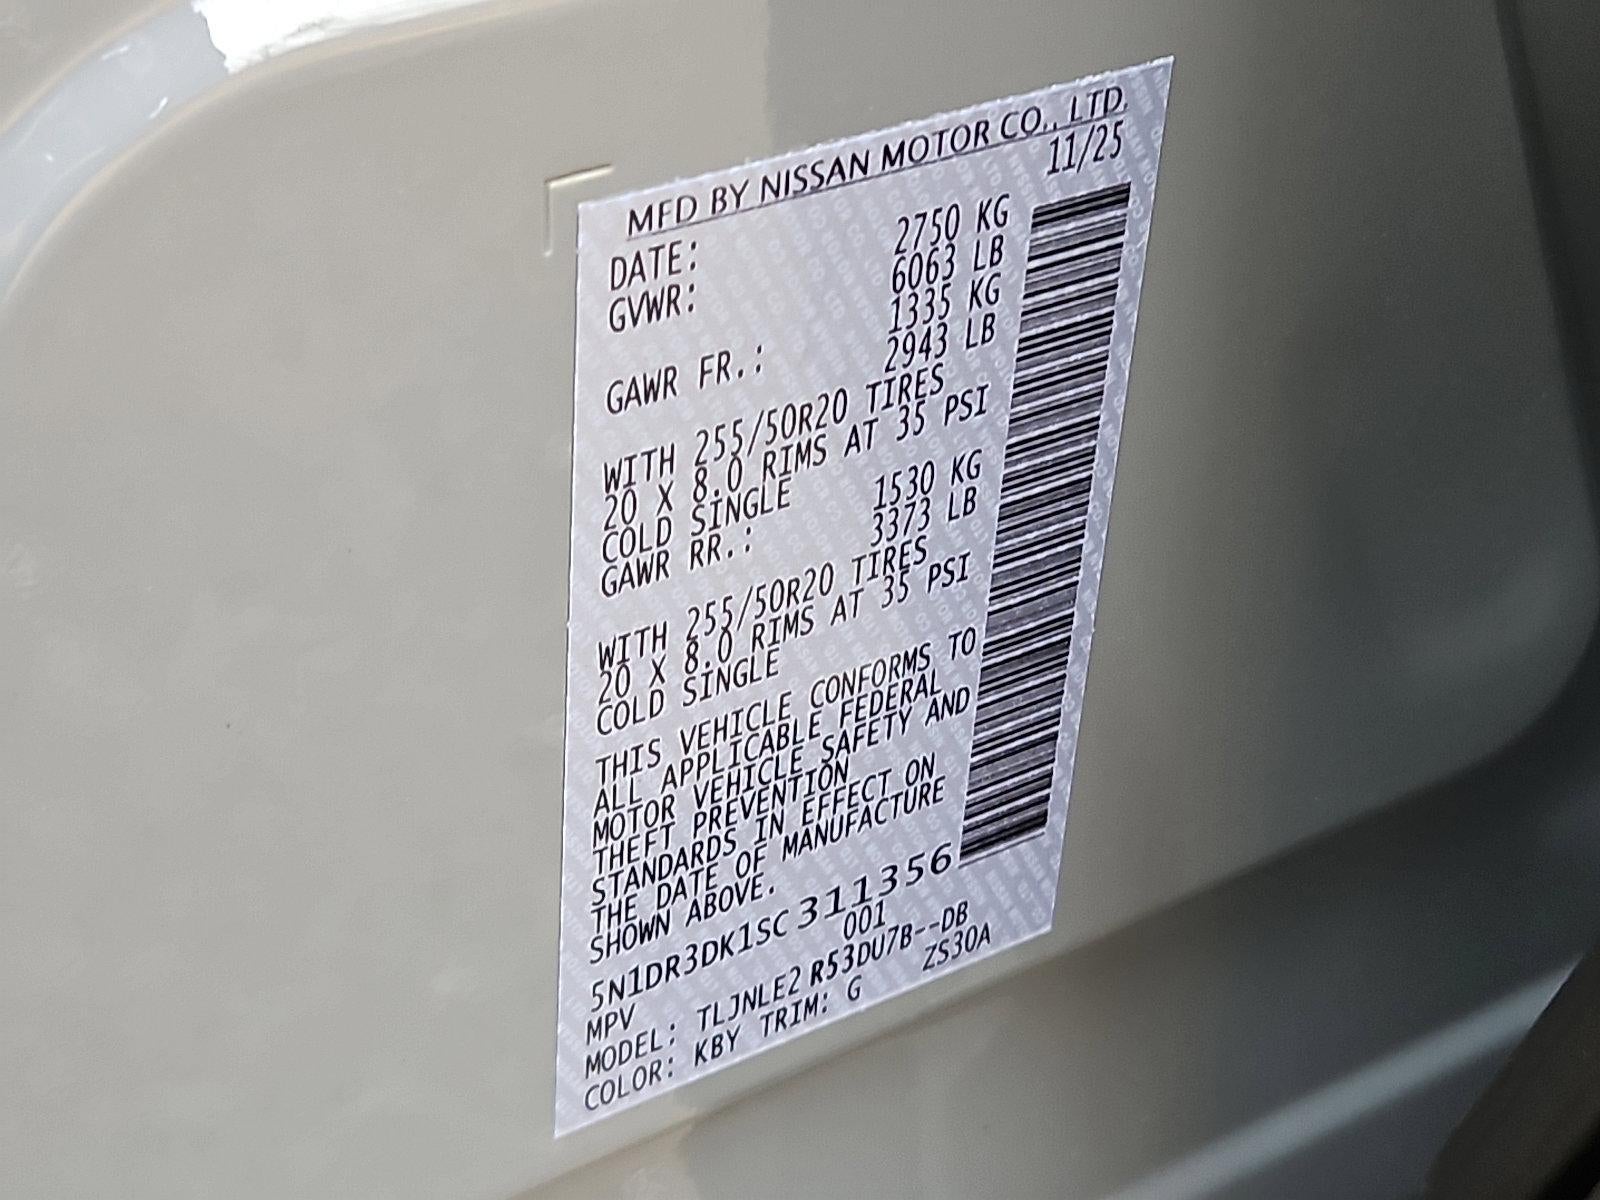 MFD BY NISSAN MOTOR CO., LTD.
DATE: 11/25
GVWR: 2750 KG
6063 LB
GAWR FR.: 1335 KG
2943 LB
WITH 255/50R20 TIRES
20 X 8.0 RIMS AT 35 PSI
COLD SINGLE
GAWR RR.: 1530 KG
3373 LB
WITH 255/50R20 TIRES
20 X 8.0 RIMS AT 35 PSI
COLD SINGLE
THIS VEHICLE CONFORMS TO
ALL APPLICABLE FEDERAL
MOTOR VEHICLE SAFETY AND
THEFT PREVENTION
STANDARDS IN EFFECT ON
THE DATE OF MANUFACTURE
SHOWN ABOVE.
5N1DR3DK1SC311356
MPV 001
MODEL: TLJNLE2 R53DU7B--DB
COLOR: KBY TRIM: G ZS30A